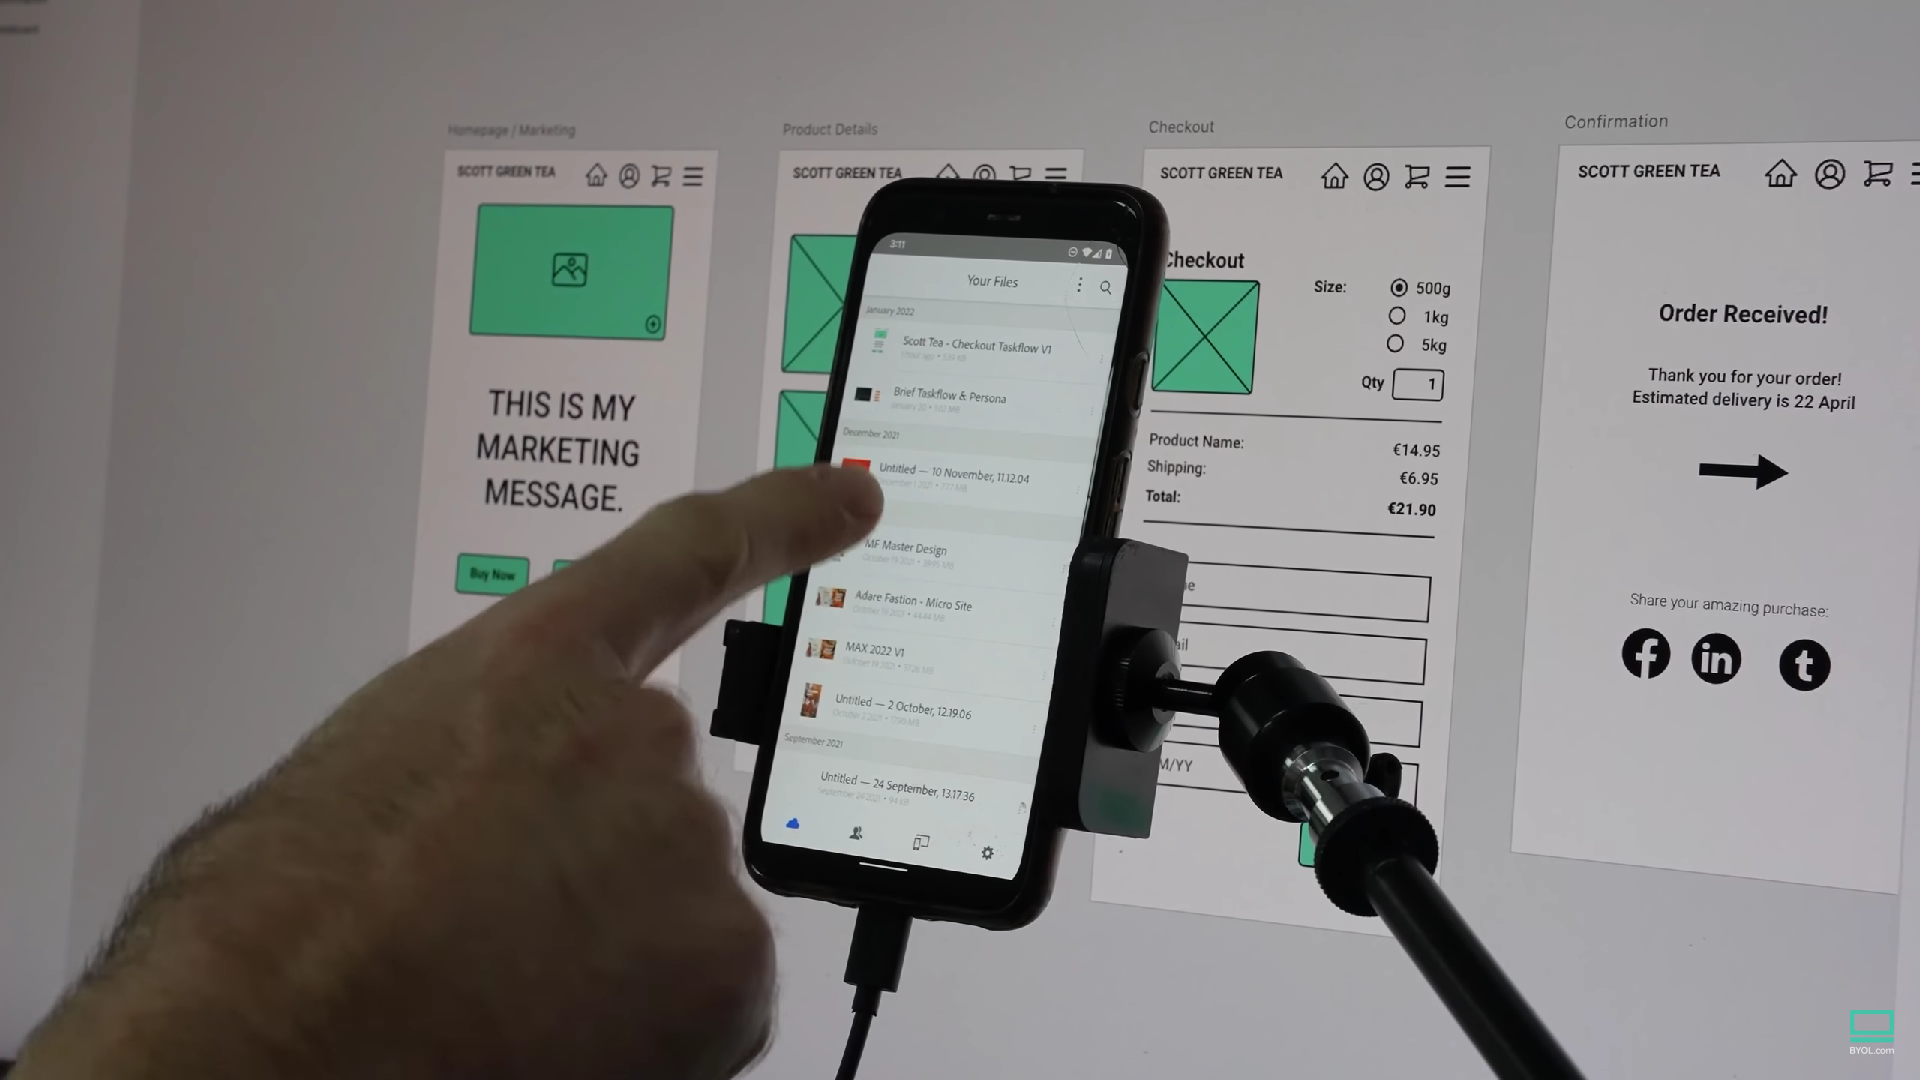 Homepage / Marketing
SCOTT GREEN TEA
THIS IS MY
MARKETING
MESSAGE.
Buy Now
Product Details
SCOTT GREEN TEA
3:11
Your Files
January 2022
Scott Tea - Checkout Taskflow V1
Brief Taskflow & Persona
December 2021
Untitled — 10 November, 11.12.04
MF Master Design
Adare Fastion - Micro Site
MAX 2022 V1
Untitled — 2 October, 12.19.06
September 2021
Untitled — 24 September, 13.17.36
Checkout
SCOTT GREEN TEA
Checkout
Size:
500g
1kg
5kg
Qty 1
Product Name: €14.95
Shipping: €6.95
Total: €21.90
M/YY
Confirmation
SCOTT GREEN TEA
Order Received!
Thank you for your order!
Estimated delivery is 22 April
Share your amazing purchase:
f in t
BYOL.com